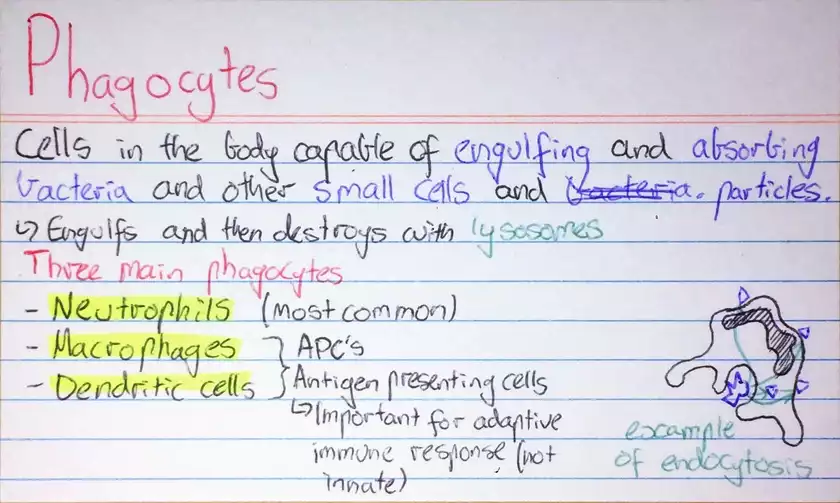 Phagocytes
Cells in the body capable of engulfing and absorbing
bacteria and other small cells and bacteria. particles.
↳ Engulfs and then destroys with lysosomes
Three main phagocytes
- Neutrophils (most common)
- Macrophages } APC's
- Dendritic cells } Antigen presenting cells
↳ Important for adaptive
immune response (not
innate)
example
of endocytosis